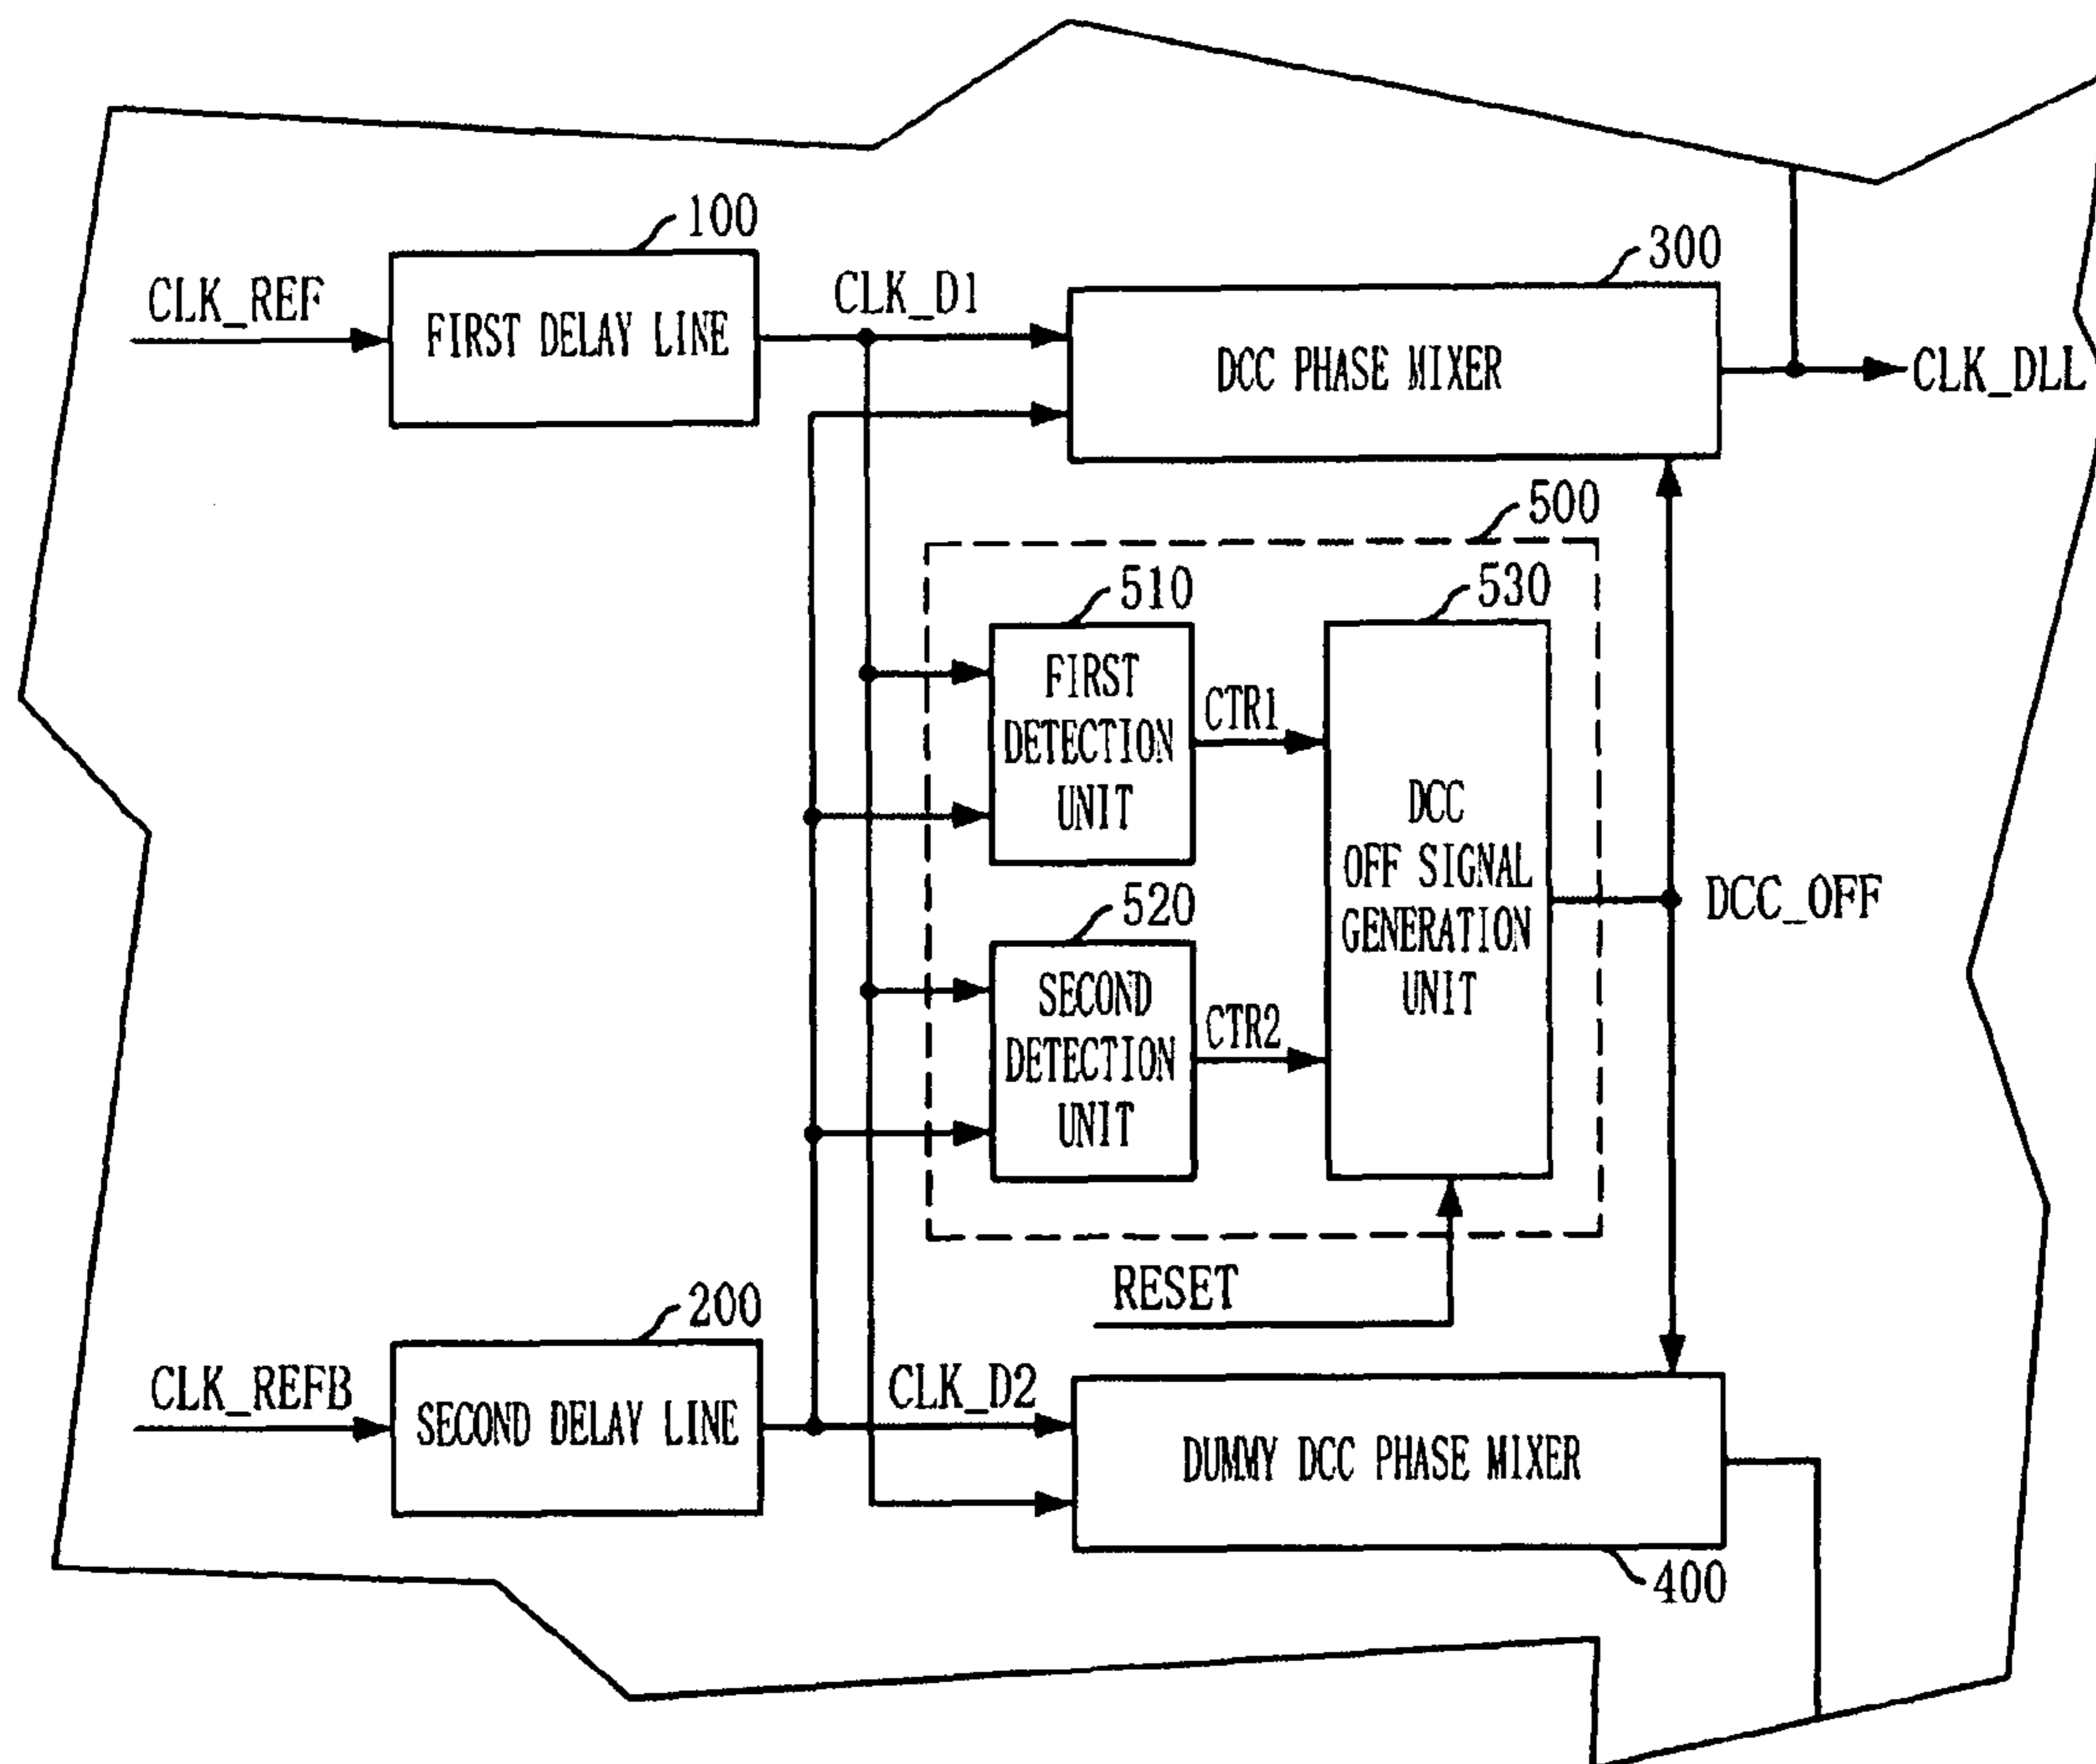 100
CLK_REF
FIRST DELAY LINE
CLK_D1
300
DCC PHASE MIXER
CLK_DLL
500
510
FIRST
DETECTION
UNIT
CTR1
530
DCC
OFF SIGNAL
GENERATION
UNIT
DCC_OFF
520
SECOND
DETECTION
UNIT
CTR2
RESET
200
CLK_REFB
SECOND DELAY LINE
CLK_D2
DUMMY DCC PHASE MIXER
400